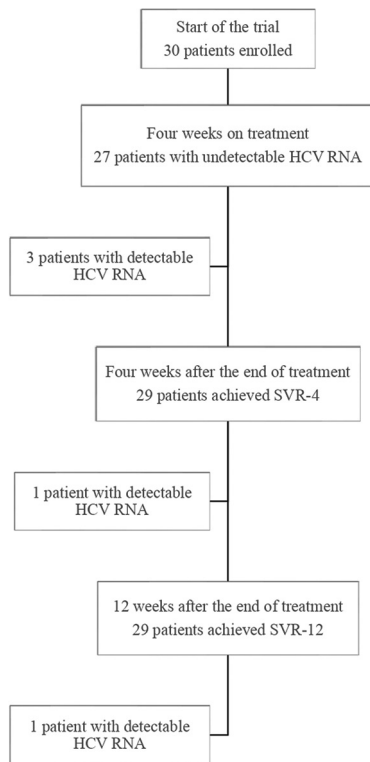 Start of the trial
30 patients enrolled
Four weeks on treatment
27 patients with undetectable HCV RNA
3 patients with detectable
HCV RNA
Four weeks after the end of treatment
29 patients achieved SVR-4
1 patient with detectable
HCV RNA
12 weeks after the end of treatment
29 patients achieved SVR-12
1 patient with detectable
HCV RNA